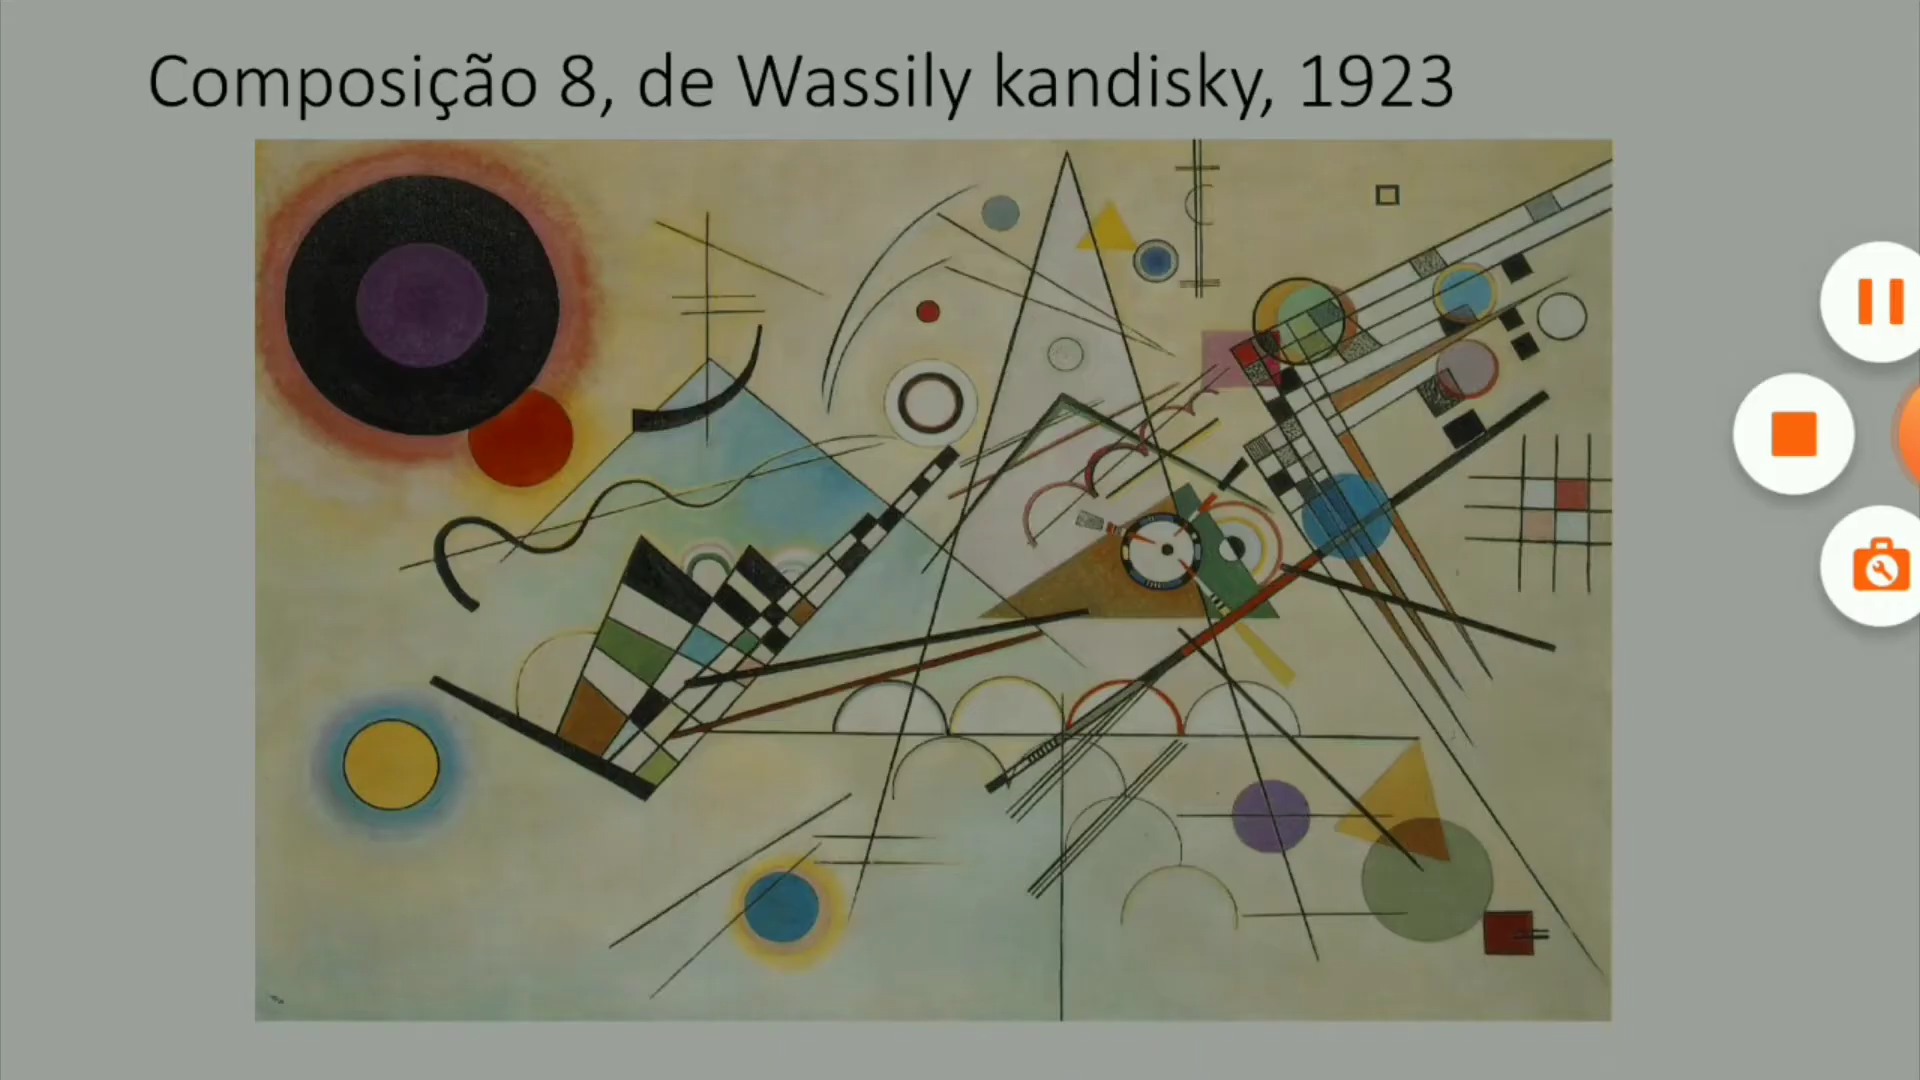 Composição 8, de Wassily kandisky, 1923